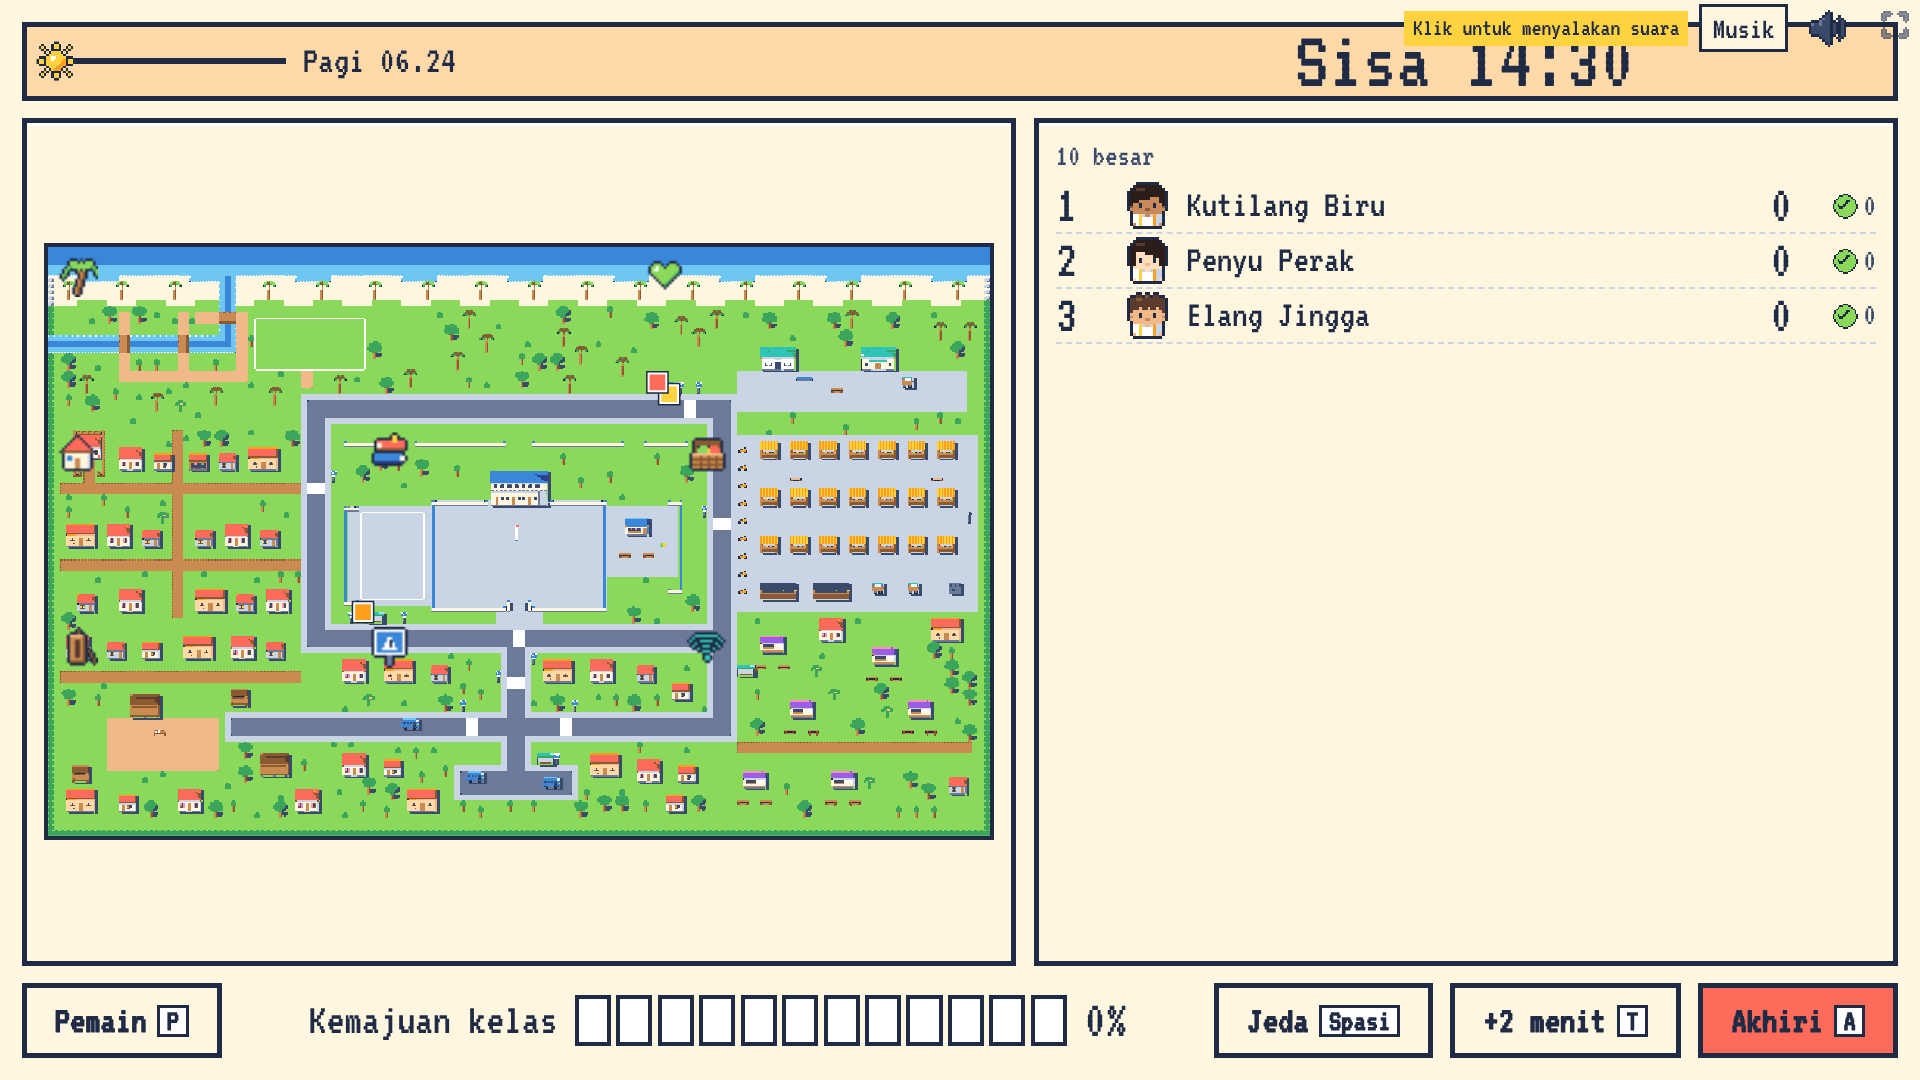 Klik untuk menyalakan suara
Musik
Pagi 06.24
Sisa 14:30
10 besar
1 Kutilang Biru 0 0
2 Penyu Perak 0 0
3 Elang Jingga 0 0
Pemain P
Kemajuan kelas 0%
Jeda Spasi
+2 menit T
Akhiri A